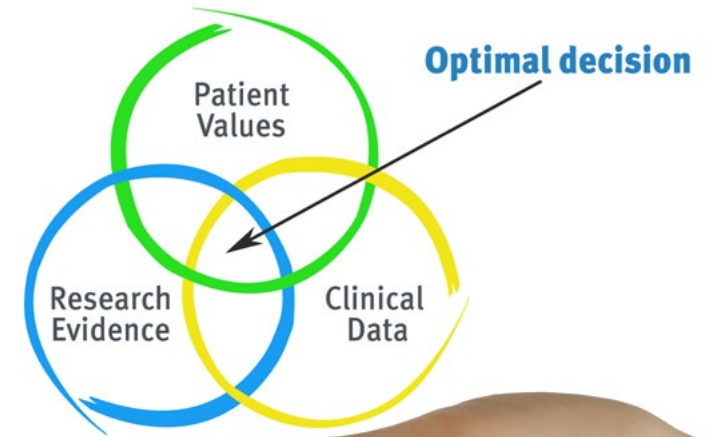 Optimal decision
Patient
Values
Research
Evidence
Clinical
Data